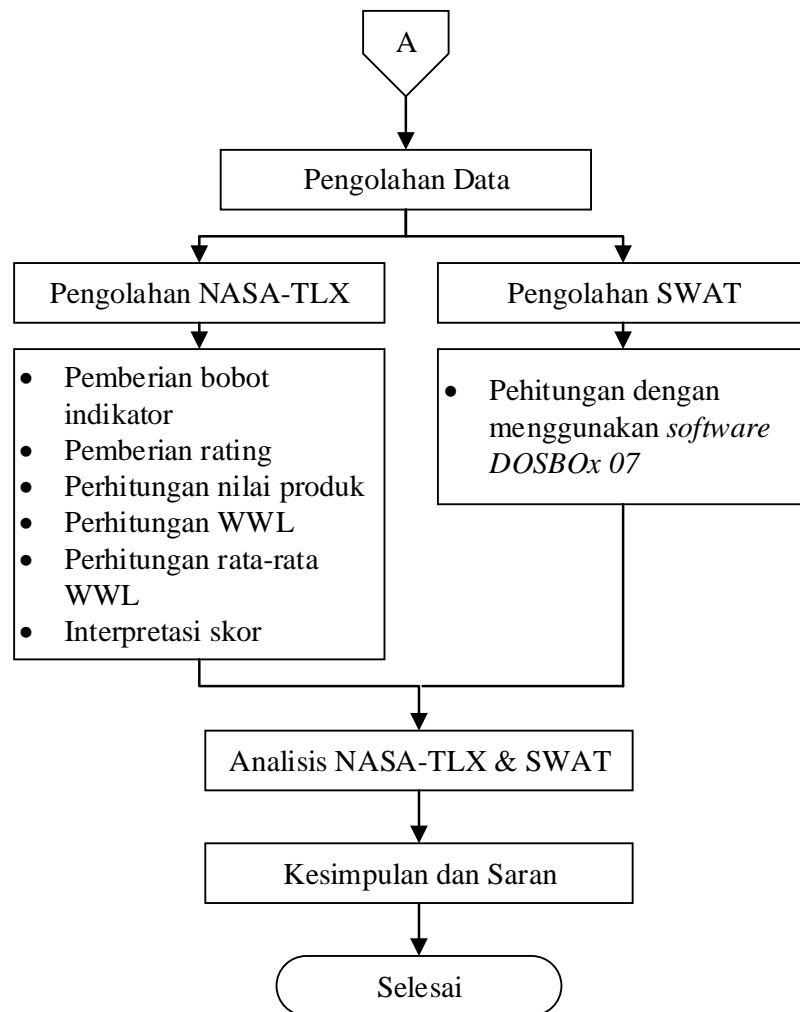 A
Pengolahan Data
Pengolahan NASA-TLX
Pengolahan SWAT
• Pemberian bobot
indikator
• Pemberian rating
• Perhitungan nilai produk
• Perhitungan WWL
• Perhitungan rata-rata
WWL
• Interpretasi skor
• Pehitungan dengan
menggunakan software
DOSBOx 07
Analisis NASA-TLX & SWAT
Kesimpulan dan Saran
Selesai